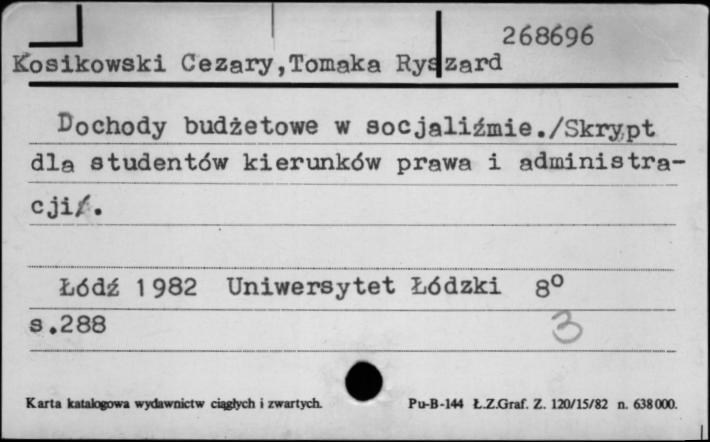 268696
Kosikowski Cezary,Tomaka Ryszard
Dochody budżetowe w socjaliźmie./Skrypt
dla studentów kierunków prawa i administra-
cji/.
Łódź 1982 Uniwersytet Łódzki 8º
s.288
3
Karta katalogowa wydawnictw ciągłych i zwartych. Pu-B-144 Ł.Z.Graf. Z. 120/15/82 n. 638000.